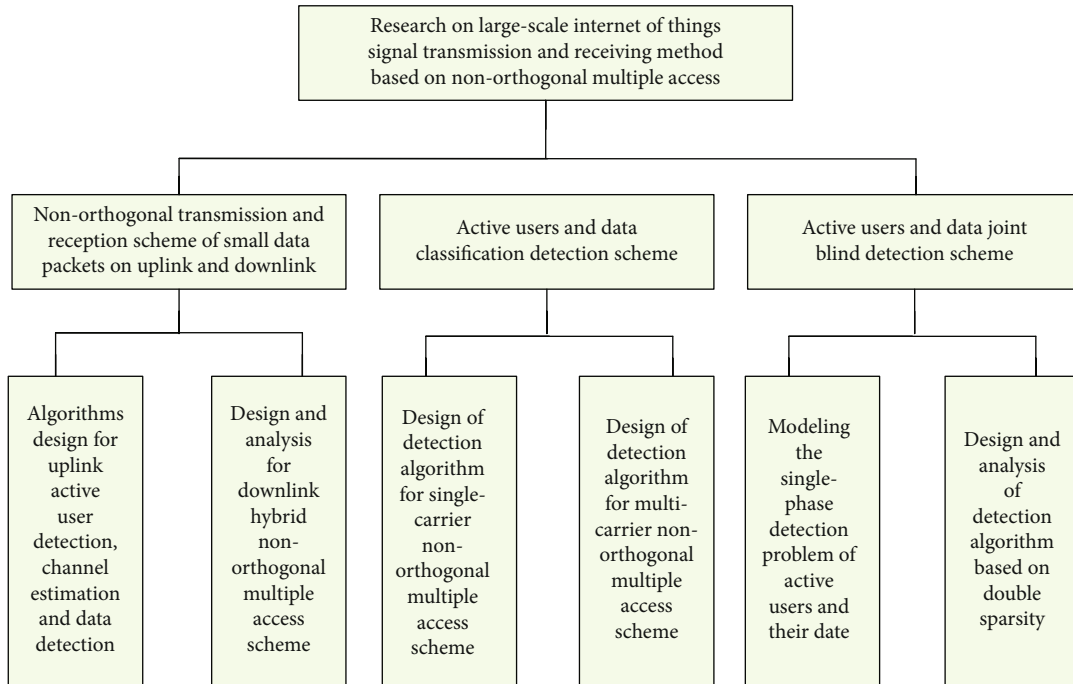 Research on large-scale internet of things
signal transmission and receiving method
based on non-orthogonal multiple access
Non-orthogonal transmission and
reception scheme of small data
packets on uplink and downlink
Active users and data
classification detection scheme
Active users and data joint
blind detection scheme
Algorithms
design for
uplink
active
user
detection,
channel
estimation
and data
detection
Design and
analysis
for
downlink
hybrid
non-
orthogonal
multiple
access
scheme
Design of
detection
algorithm
for single-
carrier
non-
orthogonal
multiple
access
scheme
Design of
detection
algorithm
for multi-
carrier non-
orthogonal
multiple
access
scheme
Modeling
the
single-
phase
detection
problem of
active
users and
their date
Design and
analysis
of
detection
algorithm
based on
double
sparsity